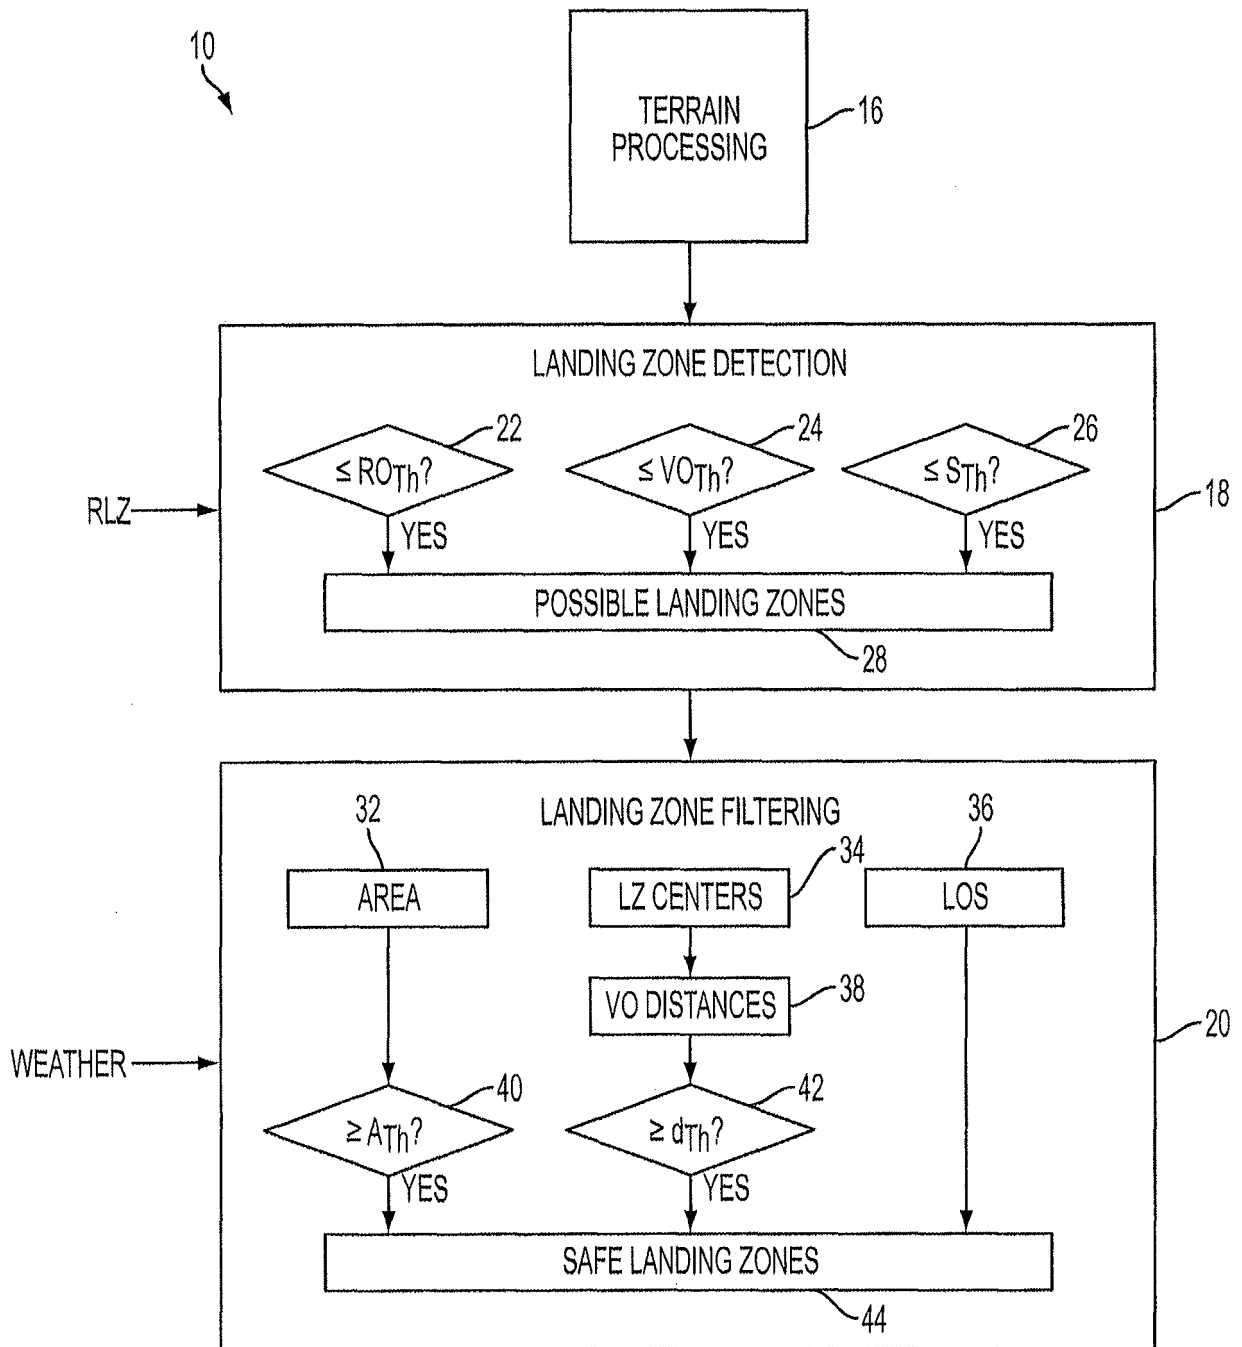 10
TERRAIN
PROCESSING
16
LANDING ZONE DETECTION
22
24
26
≤ ROTh?
≤ VOTh?
≤ STh?
RLZ
18
YES
YES
YES
POSSIBLE LANDING ZONES
28
LANDING ZONE FILTERING
32
34
36
AREA
LZ CENTERS
LOS
VO DISTANCES
38
20
WEATHER
40
42
≥ ATh?
≥ dTh?
YES
YES
SAFE LANDING ZONES
44